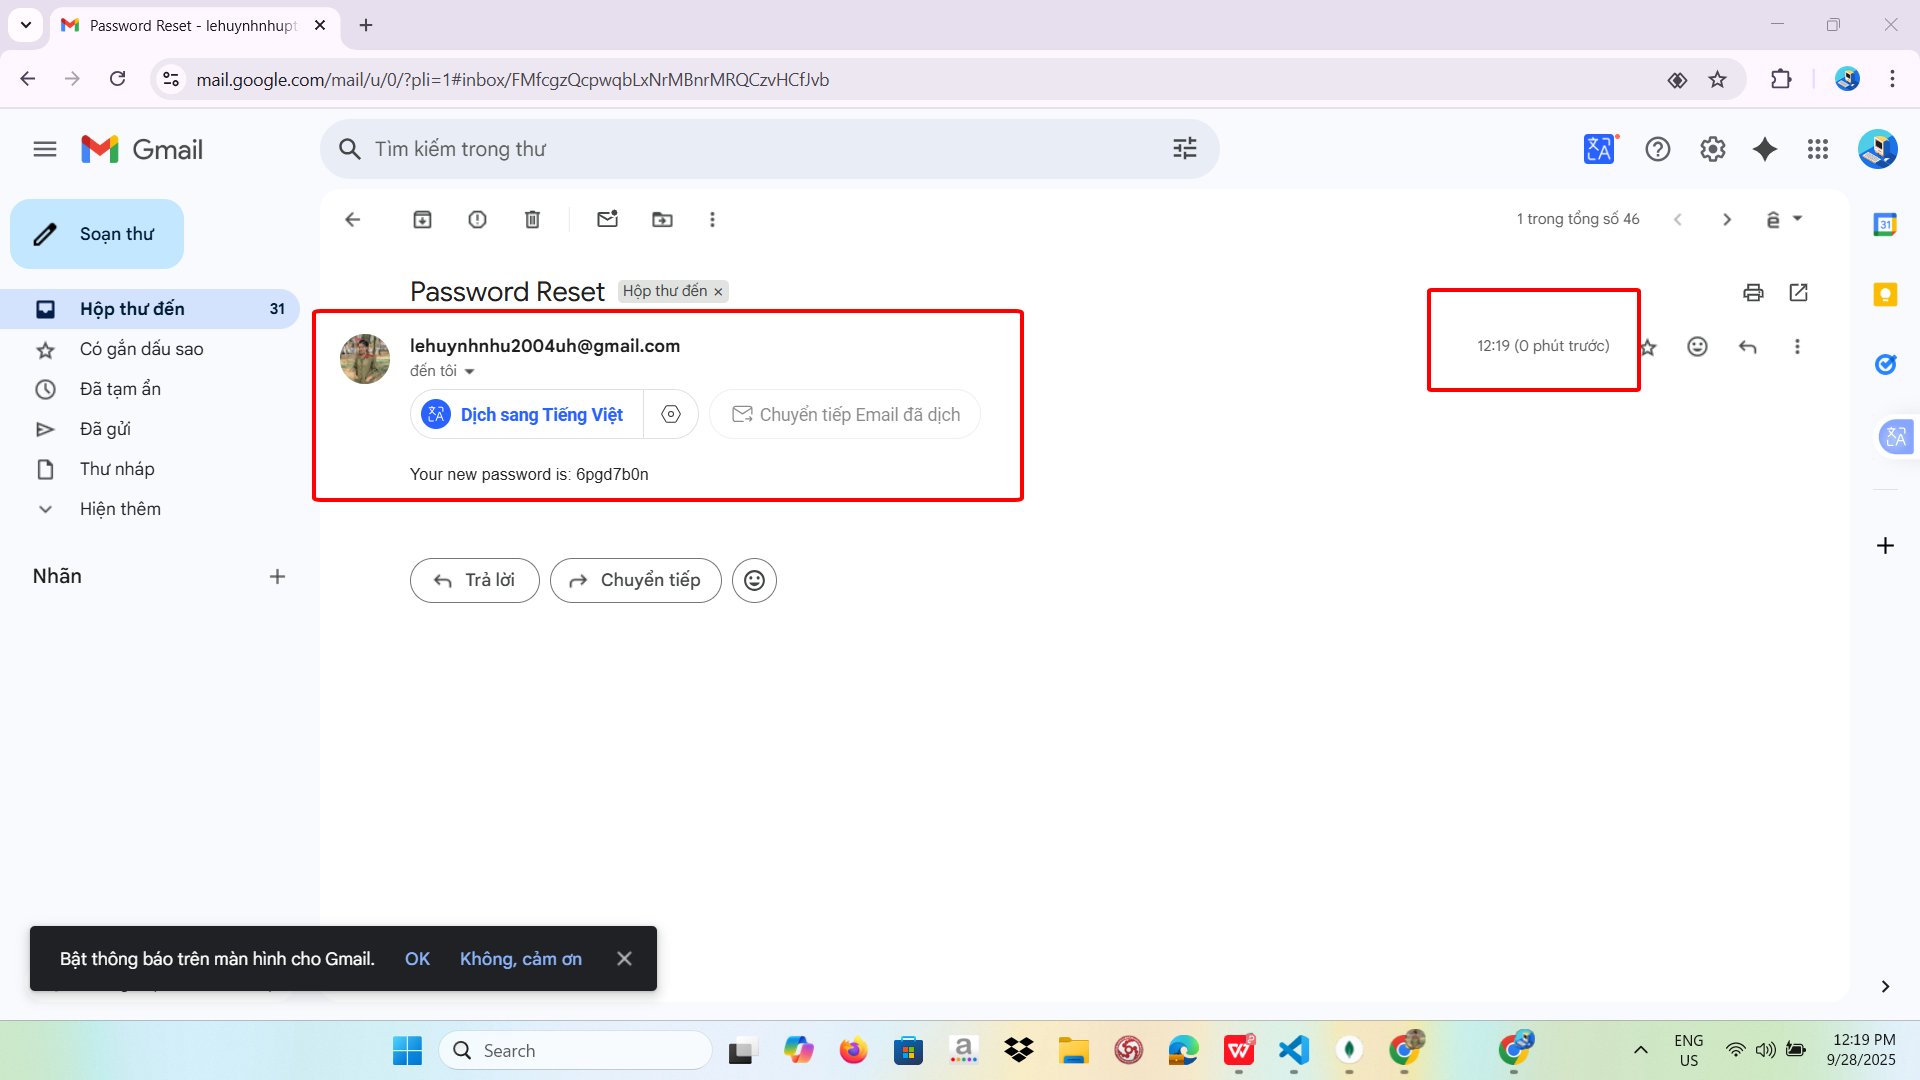 Password Reset - lehuynhnhupt
mail.google.com/mail/u/0/?pli=1#inbox/FMfcgzQcpwqbLxNrMBnrMRQCzvHCfJvb
Gmail
Tìm kiếm trong thư
Soạn thư
1 trong tổng số 46
Hộp thư đến 31
Có gắn dấu sao
Đã tạm ẩn
Đã gửi
Thư nháp
Hiện thêm
Nhãn
Password Reset Hộp thư đến
lehuynhnhu2004uh@gmail.com
12:19 (0 phút trước)
đến tôi
Dịch sang Tiếng Việt
Chuyển tiếp Email đã dịch
Your new password is: 6pgd7b0n
Trả lời
Chuyển tiếp
31
Bật thông báo trên màn hình cho Gmail. OK Không, cảm ơn
Search
ENG
US
12:19 PM
9/28/2025